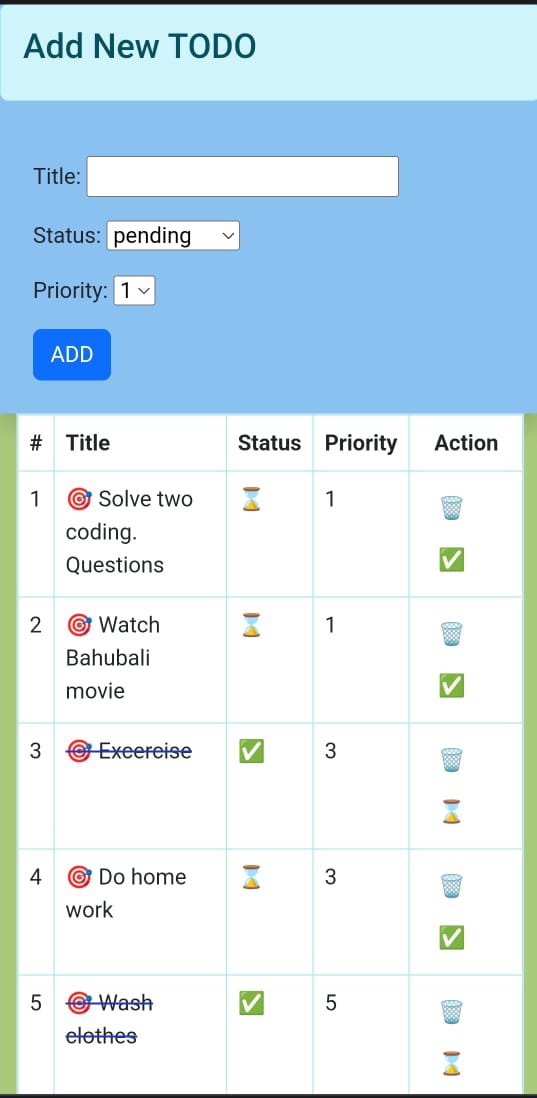 Add New TODO
Title:
Status: pending
Priority: 1
ADD
# Title Status Priority Action
1 🎯 Solve two ⌛ 1 🗑️
coding. ✅
Questions
2 🎯 Watch ⌛ 1 🗑️
Bahubali ✅
movie
3 🎯 Excercise ✅ 3 🗑️
⌛
4 🎯 Do home ⌛ 3 🗑️
work ✅
5 🎯 Wash ✅ 5 🗑️
clothes ⌛